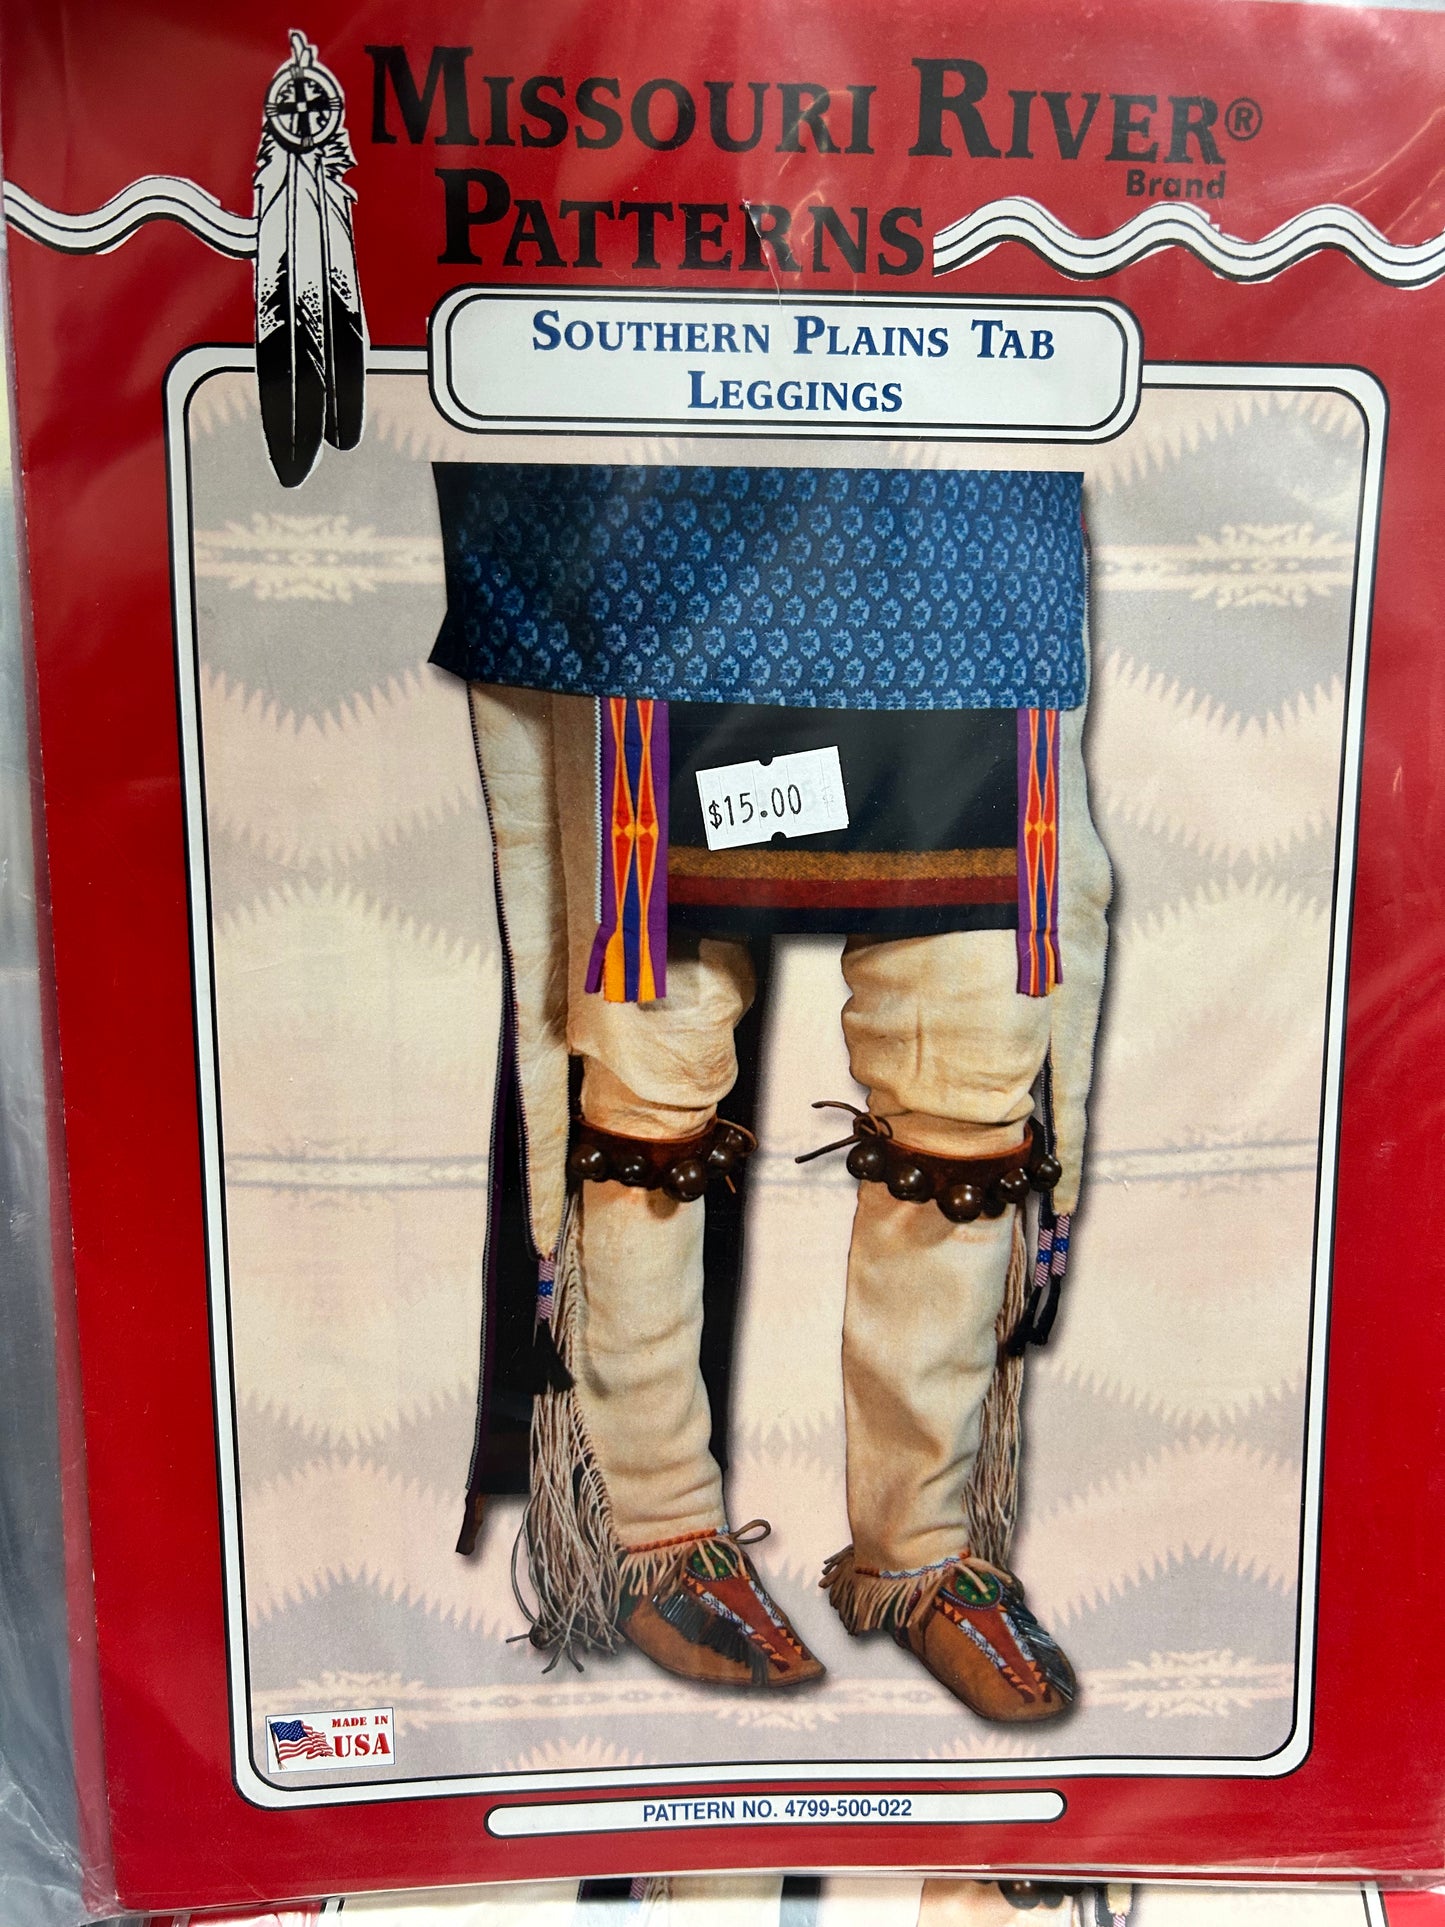 MISSOURI RIVER®
Brand
PATTERNS
SOUTHERN PLAINS TAB
LEGGINGS
$15.00
MADE IN
USA
PATTERN NO. 4799-500-022